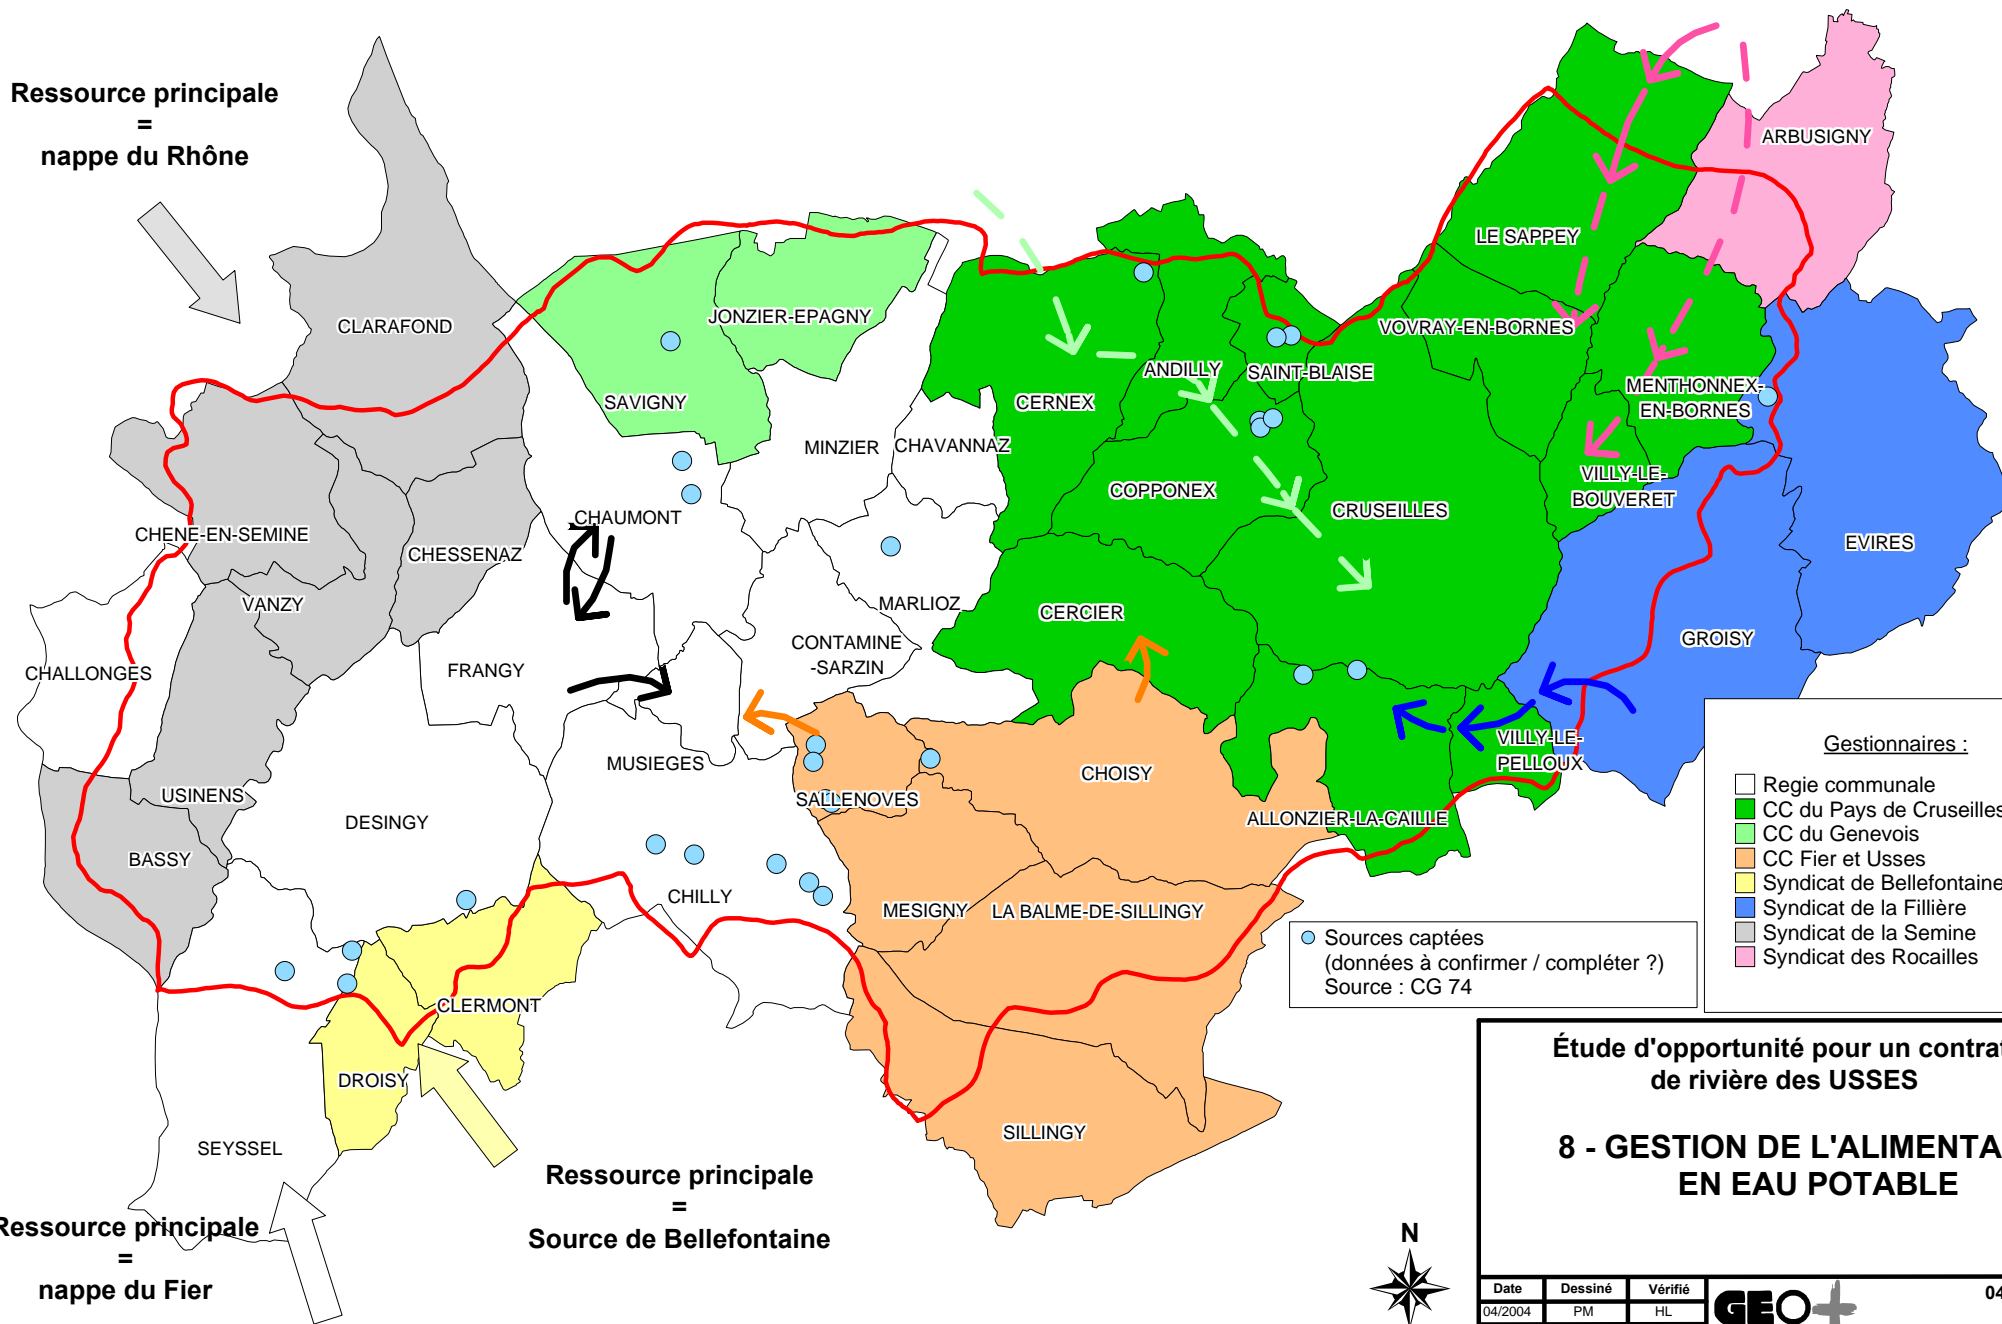 Ressource principale
=
nappe du Rhône
ARBUSIGNY
LE SAPPEY
CLARAFOND
JONZIER-EPAGNY
VOVRAY-EN-BORNES
ANDILLY
SAINT-BLAISE
MENTHONNEX-
EN-BORNES
SAVIGNY
CERNEX
MINZIER
CHAVANNAZ
COPPONEX
VILLY-LE-
BOUVERET
CRUSEILLES
CHAUMONT
CHENE-EN-SEMINE
CHESSENAZ
EVIRES
VANZY
MARLIOZ
CERCIER
CONTAMINE
-SARZIN
GROISY
CHALLONGES
FRANGY
VILLY-LE-
PELLOUX
MUSIEGES
CHOISY
USINENS
SALLENOVES
DESINGY
ALLONZIER-LA-CAILLE
BASSY
CHILLY
MESIGNY
LA BALME-DE-SILLINGY
CLERMONT
DROISY
SILLINGY
SEYSSEL
Gestionnaires :
Regie communale
CC du Pays de Cruseilles
CC du Genevois
CC Fier et Usses
Syndicat de Bellefontaine
Syndicat de la Fillière
Syndicat de la Semine
Syndicat des Rocailles
Sources captées
(données à confirmer / compléter ?)
Source : CG 74
Ressource principale
=
Source de Bellefontaine
Ressource principale
=
nappe du Fier
N
Étude d'opportunité pour un contrat
de rivière des USSES
8 - GESTION DE L'ALIMENTA
EN EAU POTABLE
Date Dessiné Vérifié
04/2004 PM HL
GEO+
04